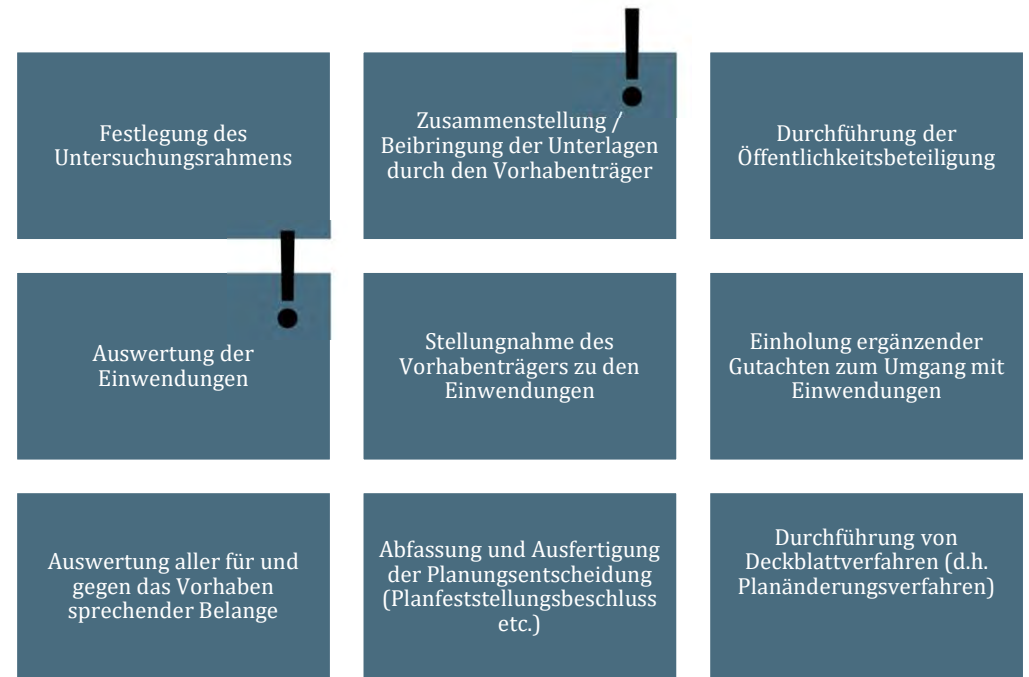 Festlegung des
Untersuchungsrahmens
Zusammenstellung /
Beibringung der Unterlagen
durch den Vorhabenträger
Durchführung der
Öffentlichkeitsbeteiligung
Auswertung der
Einwendungen
Stellungnahme des
Vorhabenträgers zu den
Einwendungen
Einholung ergänzender
Gutachten zum Umgang mit
Einwendungen
Auswertung aller für und
gegen das Vorhaben
sprechender Belange
Abfassung und Ausfertigung
der Planungsentscheidung
(Planfeststellungsbeschluss
etc.)
Durchführung von
Deckblattverfahren (d.h.
Planänderungsverfahren)
!
!